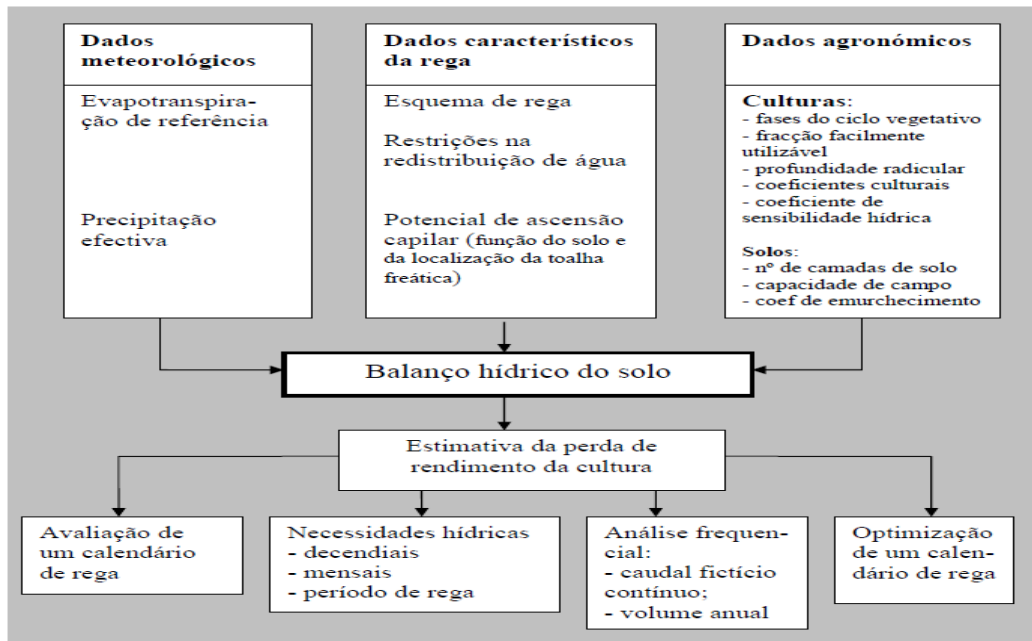 Dados
meteorológicos
Evapotranspira-
ção de referência
Precipitação
efectiva
Dados característicos
da rega
Esquema de rega
Restrições na
redistribuição de água
Potencial de ascensão
capilar (função do solo e
da localização da toalha
freática)
Dados agronómicos
Culturas:
- fases do ciclo vegetativo
- fracção facilmente
utilizável
- profundidade radicular
- coeficientes culturais
- coeficiente de
sensibilidade hídrica
Solos:
- nº de camadas de solo
- capacidade de campo
- coef de emurchecimento
Balanço hídrico do solo
Estimativa da perda de
rendimento da cultura
Avaliação de
um calendário
de rega
Necessidades hídricas
- decendiais
- mensais
- período de rega
Análise frequen-
cial:
- caudal fictício
contínuo;
- volume anual
Optimização
de um calen-
dário de rega